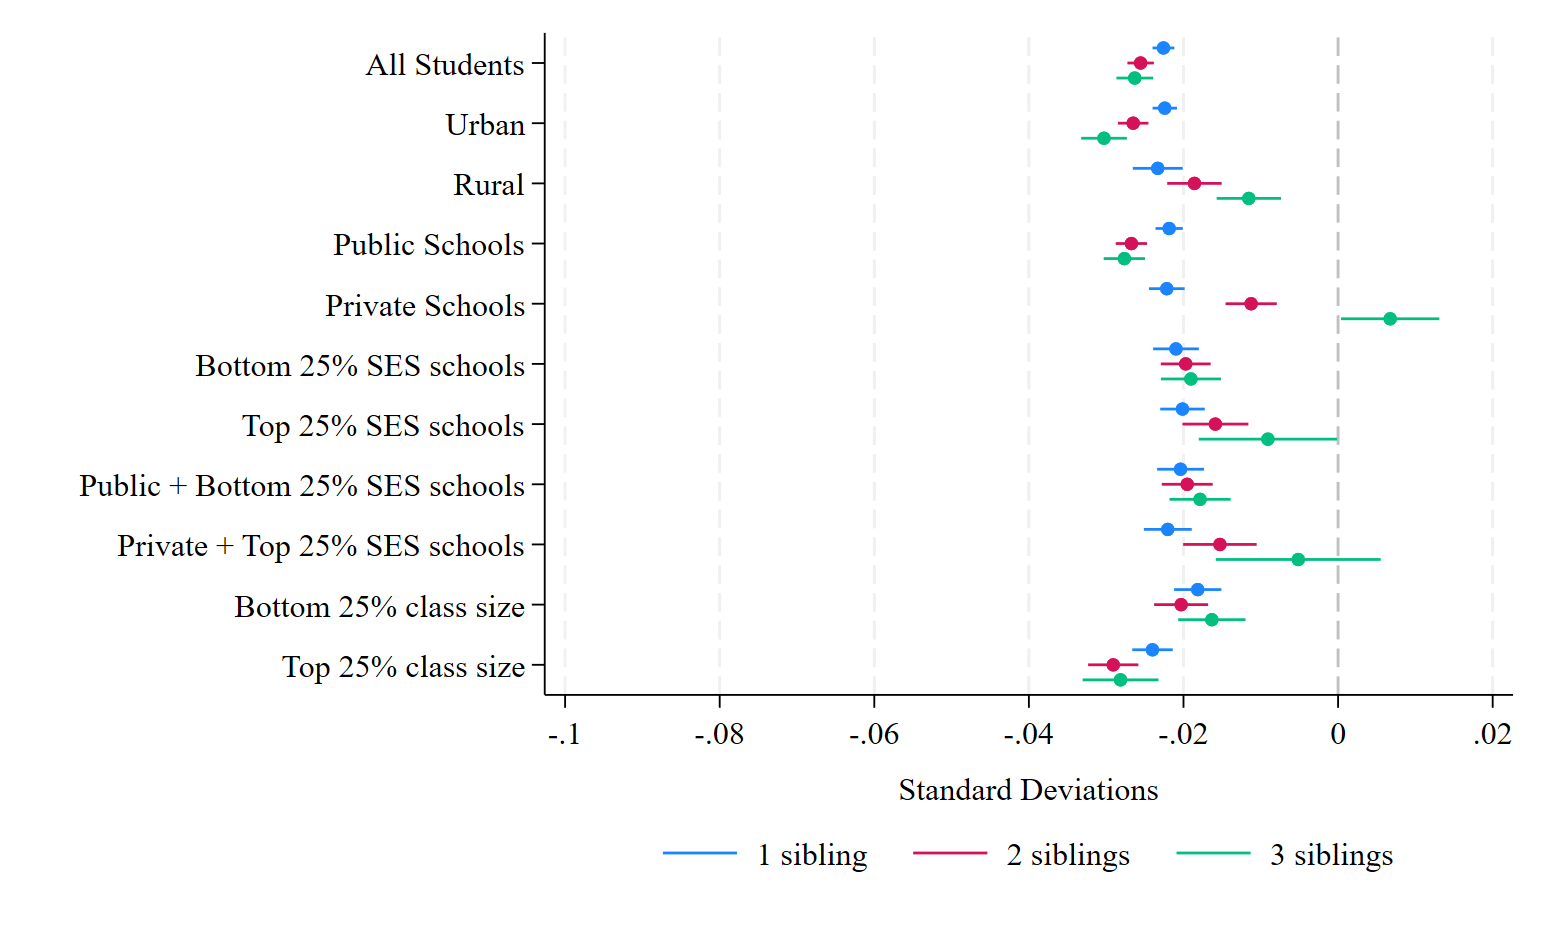 All Students
Urban
Rural
Public Schools
Private Schools
Bottom 25% SES schools
Top 25% SES schools
Public + Bottom 25% SES schools
Private + Top 25% SES schools
Bottom 25% class size
Top 25% class size
-.1 -.08 -.06 -.04 -.02 0 .02
Standard Deviations
1 sibling 2 siblings 3 siblings